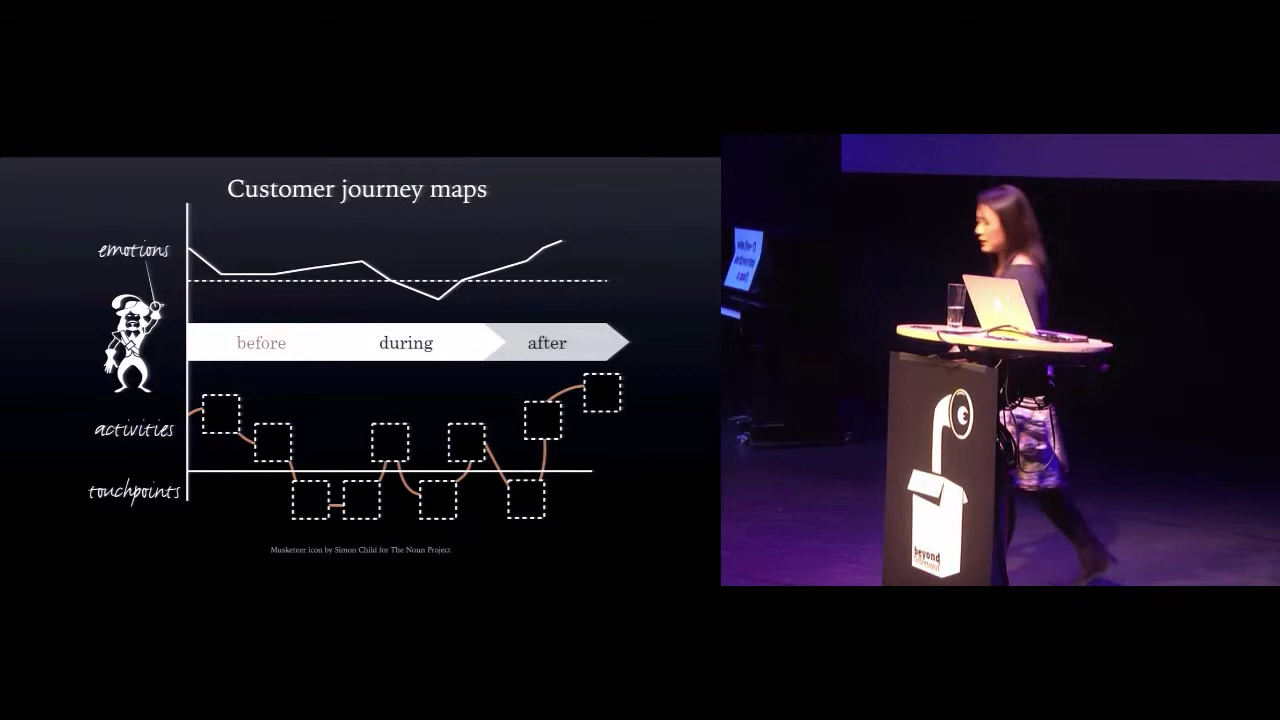 Customer journey maps
emotions
before
during
after
activities
touchpoints
Musketeer icon by Simon Child for The Noun Project
beyond